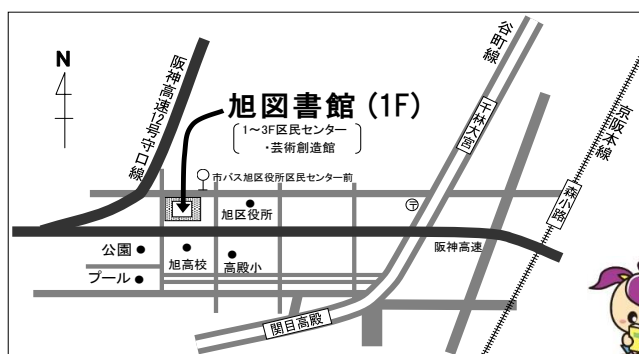 N
阪神高速12号守口線
旭図書館 (1F)
1～3F区民センター
・芸術創造館
市バス旭区役所区民センター前
旭区役所
谷町線
千林大宮
京阪本線
森小路
〒
公園
旭高校
高殿小
阪神高速
プール
関目高殿